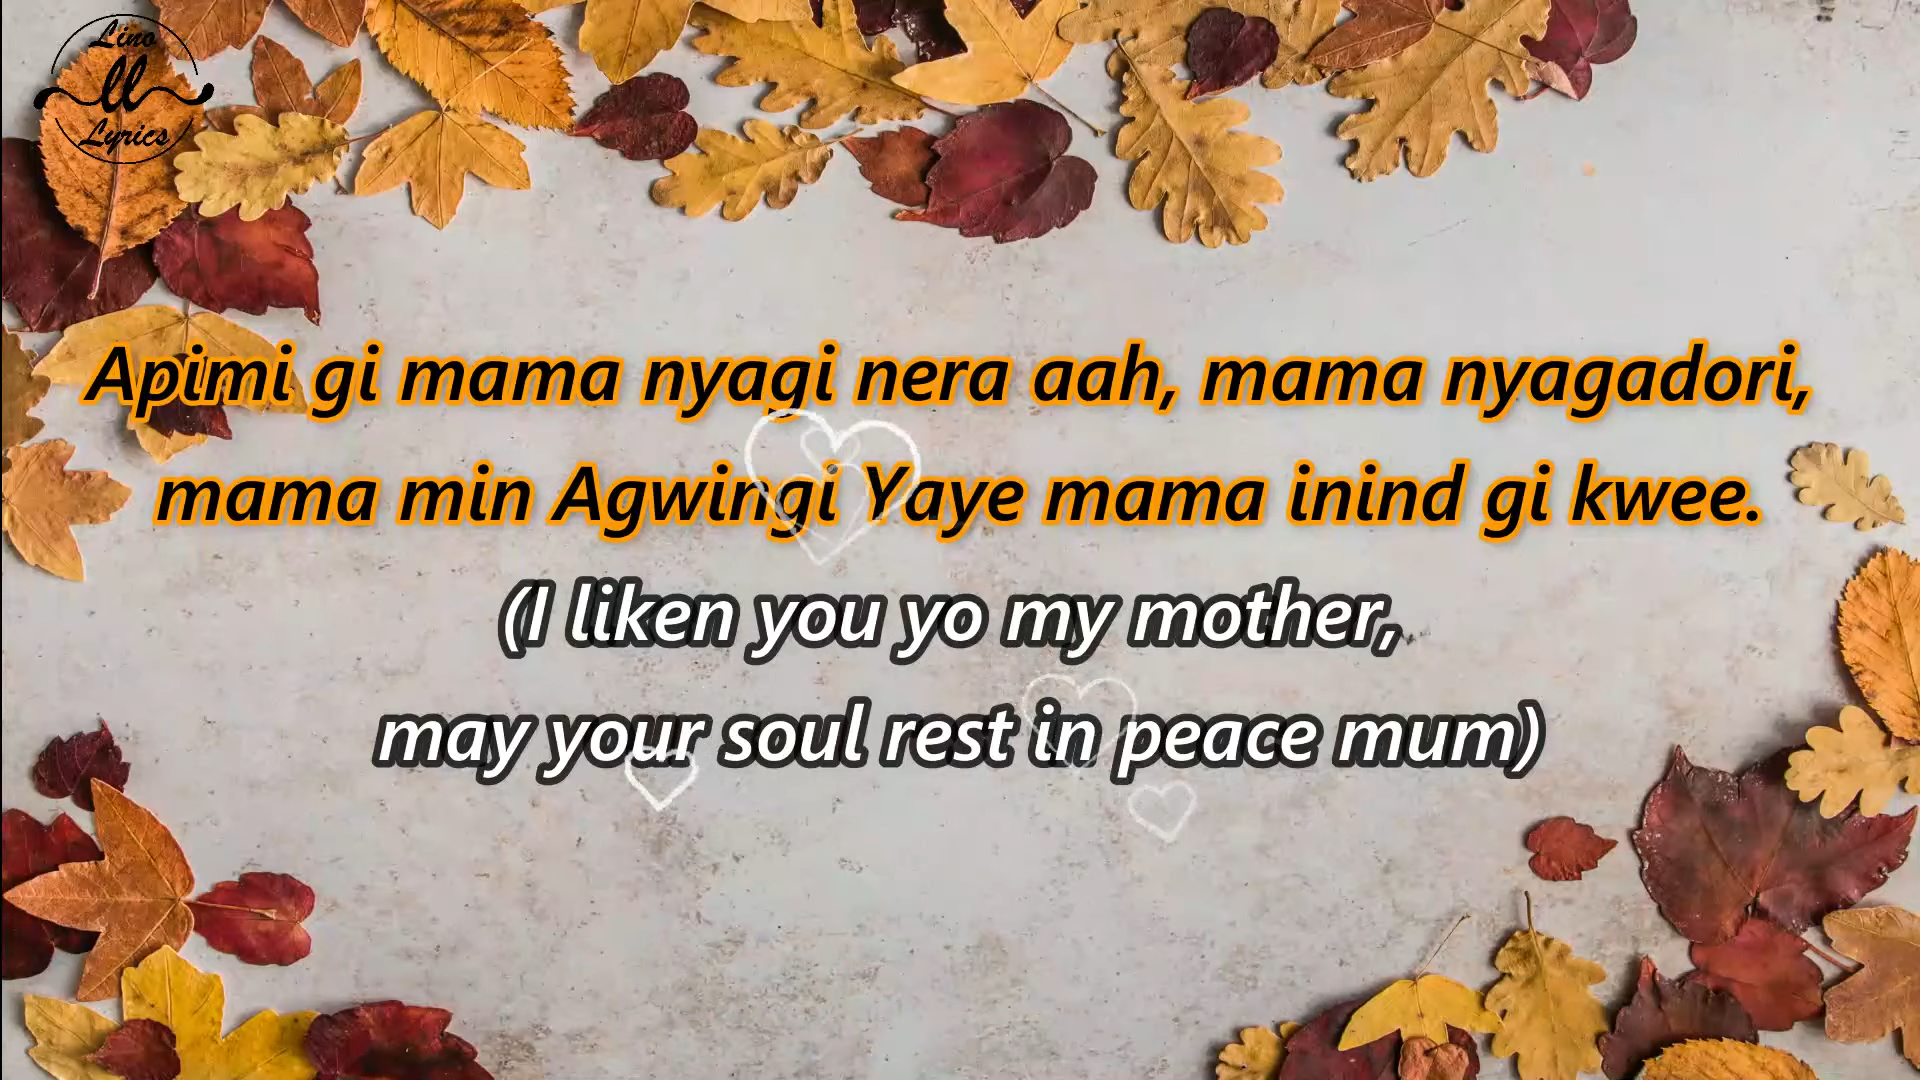 Lino
ll
Lyrics
Apimi gi mama nyagi nera aah, mama nyagadori,
mama min Agwingi Yaye mama inind gi kwee.
(I liken you yo my mother,
may your soul rest in peace mum)